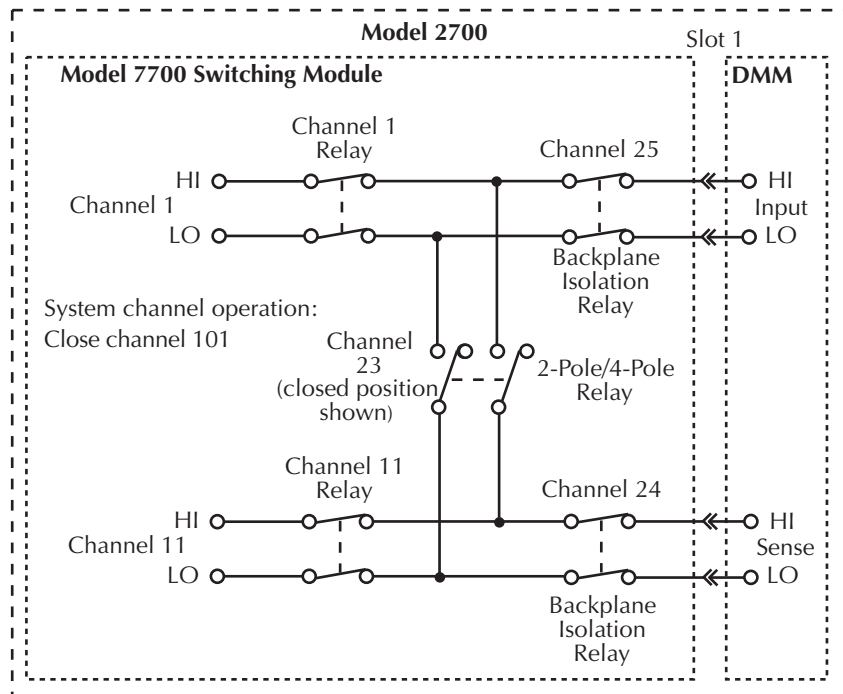 Model 2700
Slot 1
Model 7700 Switching Module
DMM
Channel 1
Relay
Channel 25
HI
HI
Channel 1
Input
LO
LO
Backplane
Isolation
Relay
System channel operation:
Close channel 101
Channel
23
(closed position
shown)
2-Pole/4-Pole
Relay
Channel 11
Relay
Channel 24
HI
HI
Channel 11
Sense
LO
LO
Backplane
Isolation
Relay